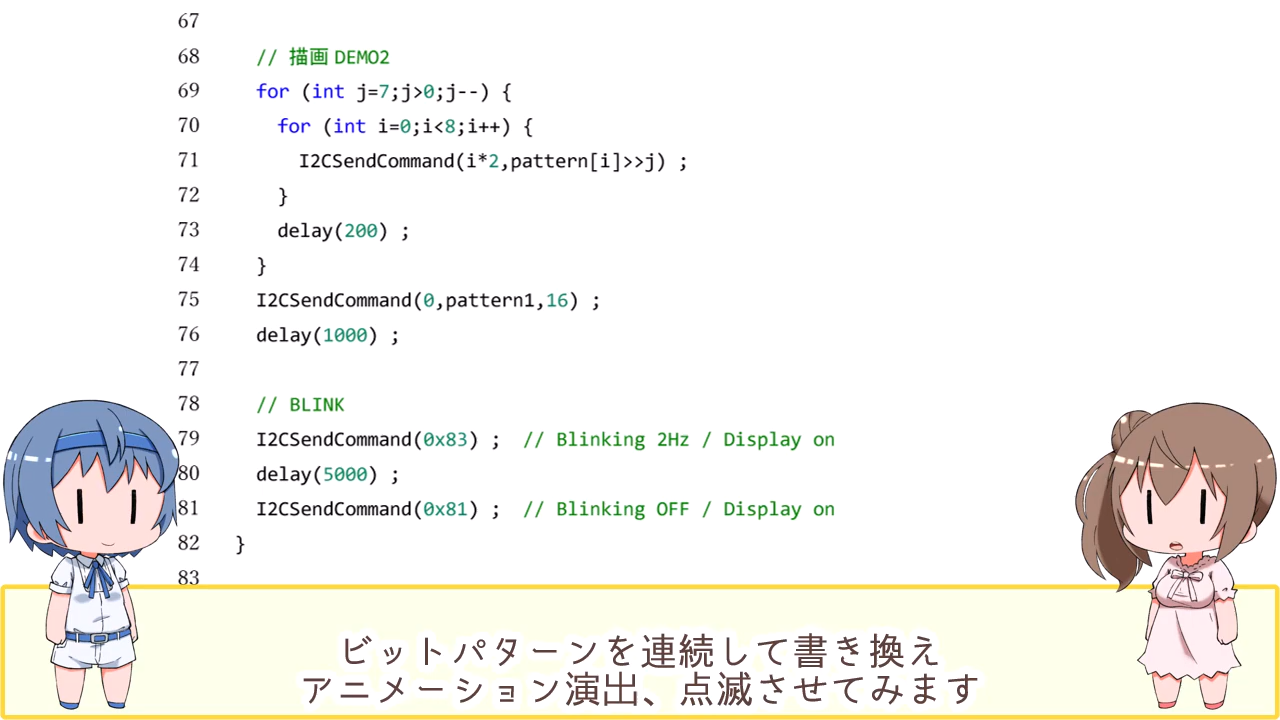 67
68 // 描画 DEMO2
69 for (int j=7;j>0;j--) {
70 for (int i=0;i<8;i++) {
71 I2CSendCommand(i*2,pattern[i]>>j) ;
72 }
73 delay(200) ;
74 }
75 I2CSendCommand(0,pattern1,16) ;
76 delay(1000) ;
77
78 // BLINK
79 I2CSendCommand(0x83) ; // Blinking 2Hz / Display on
80 delay(5000) ;
81 I2CSendCommand(0x81) ; // Blinking OFF / Display on
82 }
83
ビットパターンを連続して書き換え
アニメーション演出、点滅させてみます